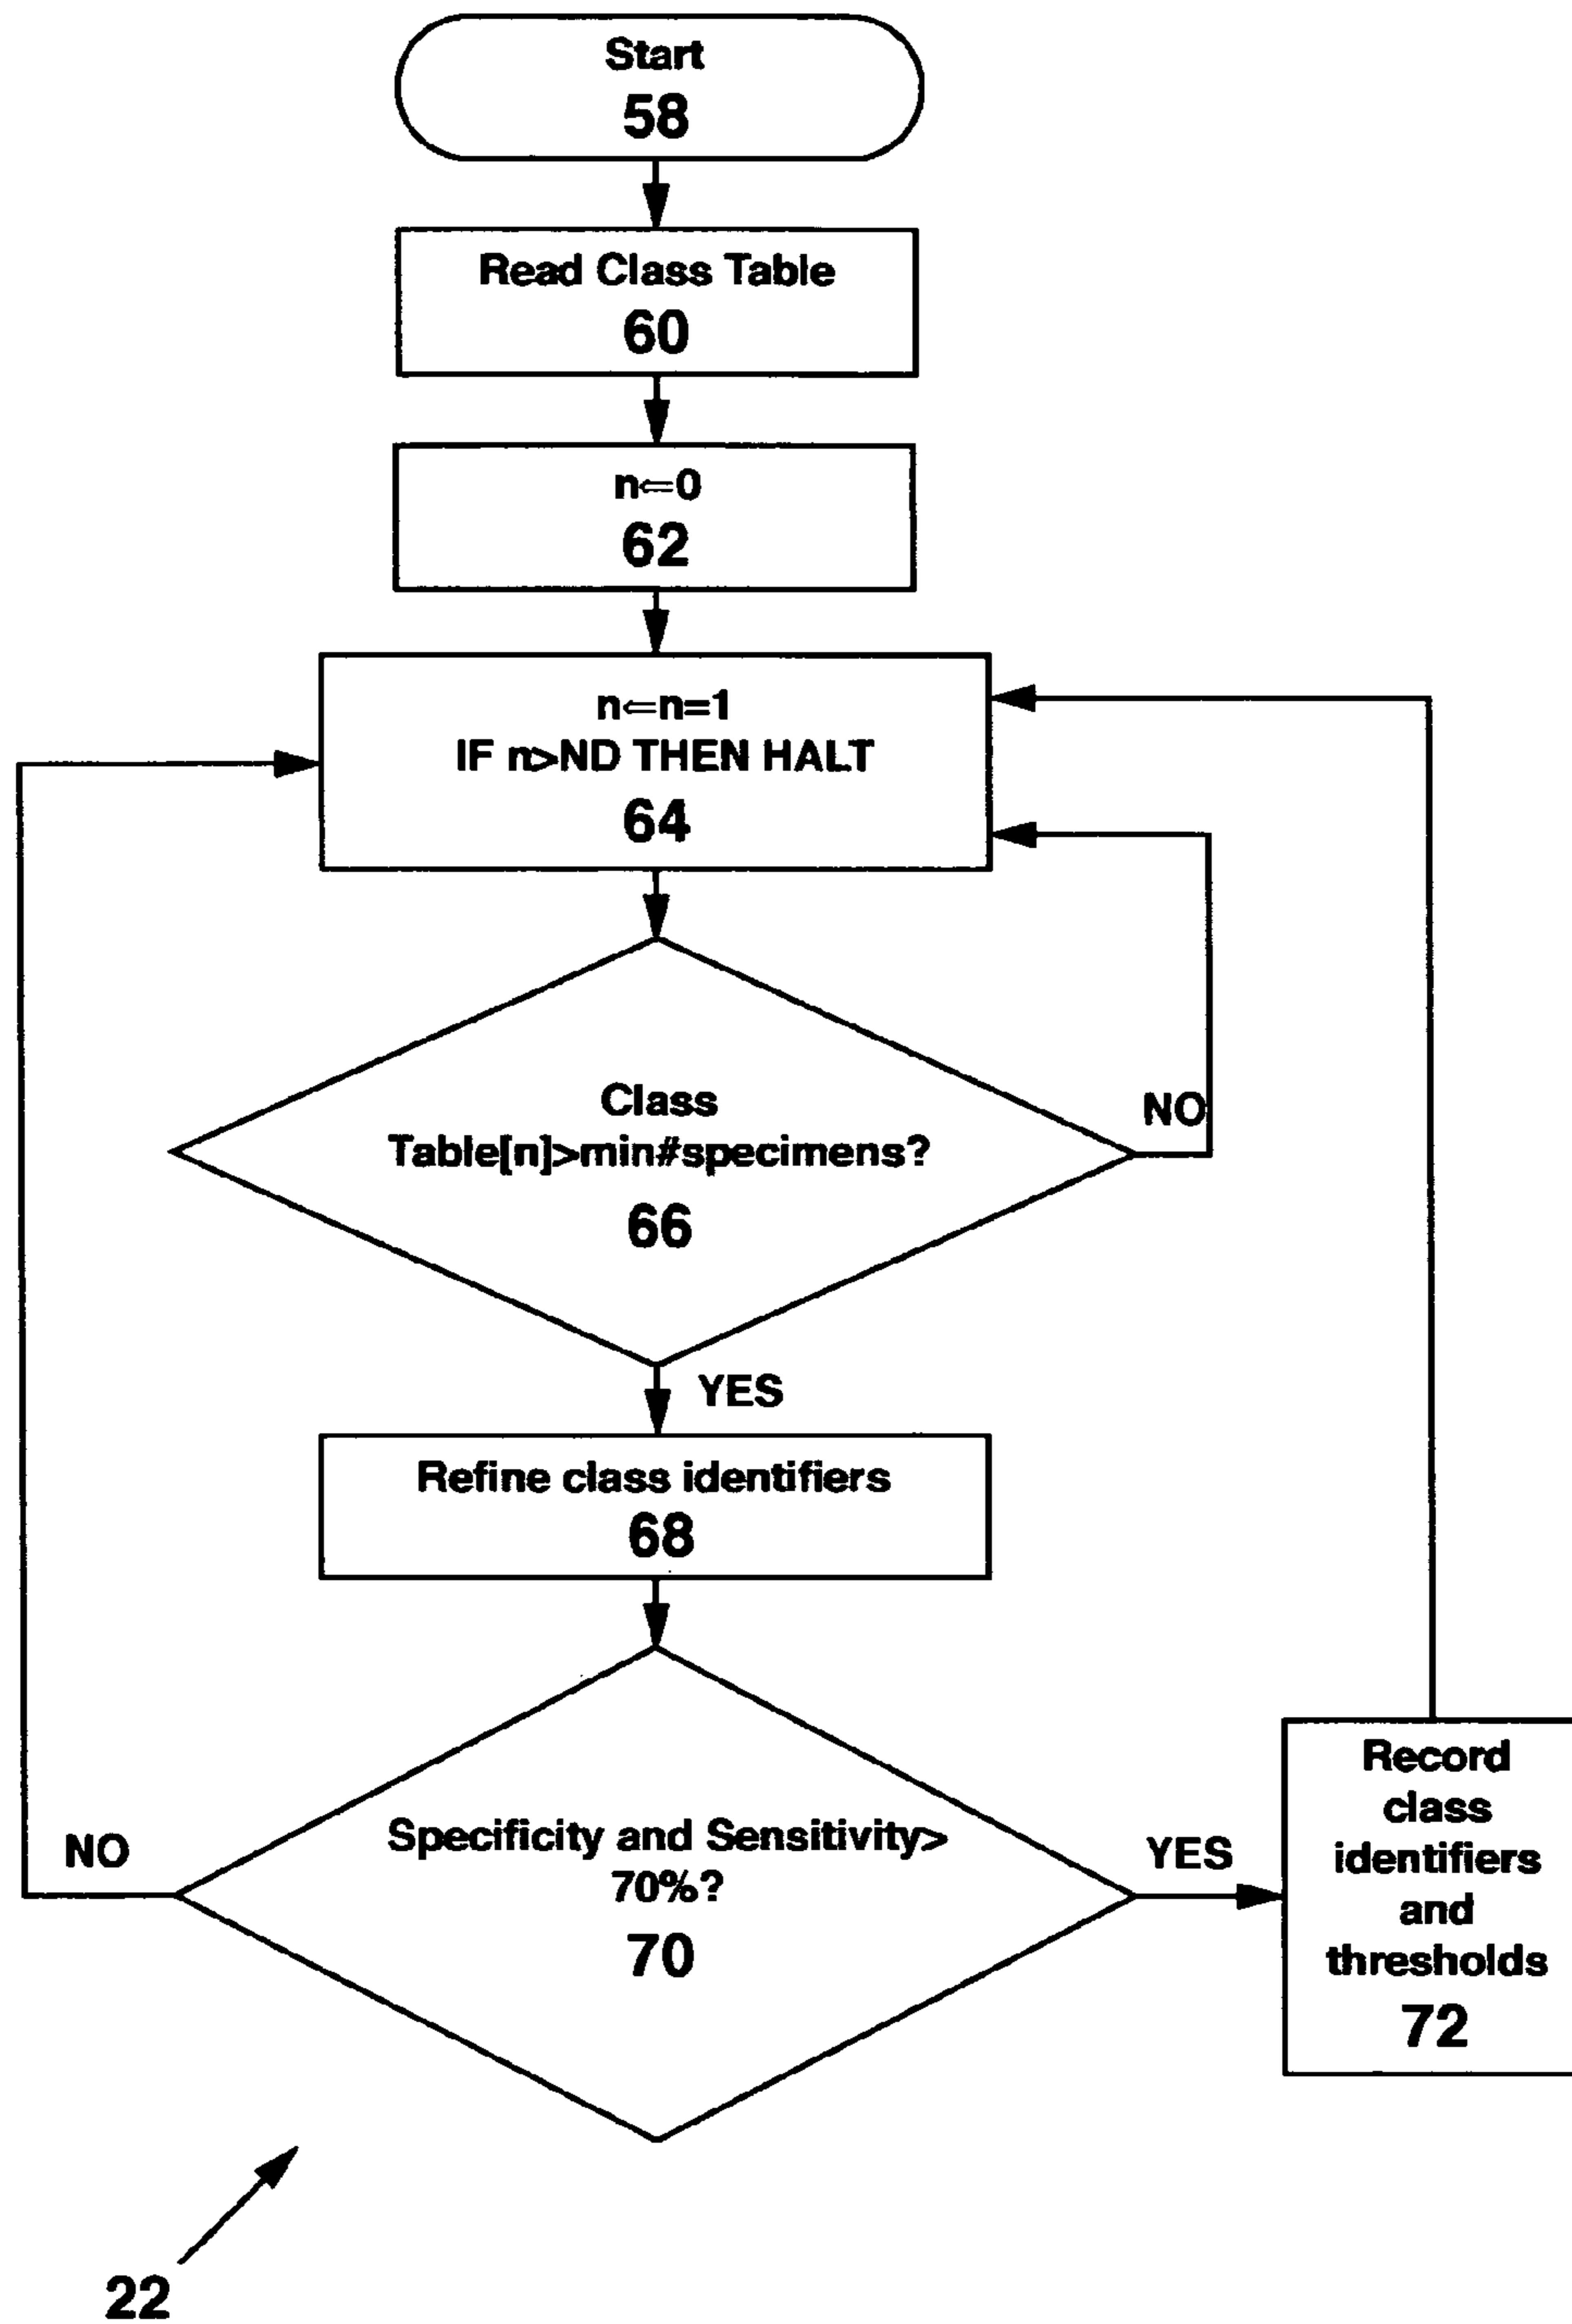 Start
58
Read Class Table
60
n⇐0
62
n⇐n=1
IF n>ND THEN HALT
64
Class
Table[n]>min#specimens?
66
NO
YES
Refine class identifiers
68
Specificity and Sensitivity>
70%?
70
NO
YES
Record
class
identifiers
and
thresholds
72
22